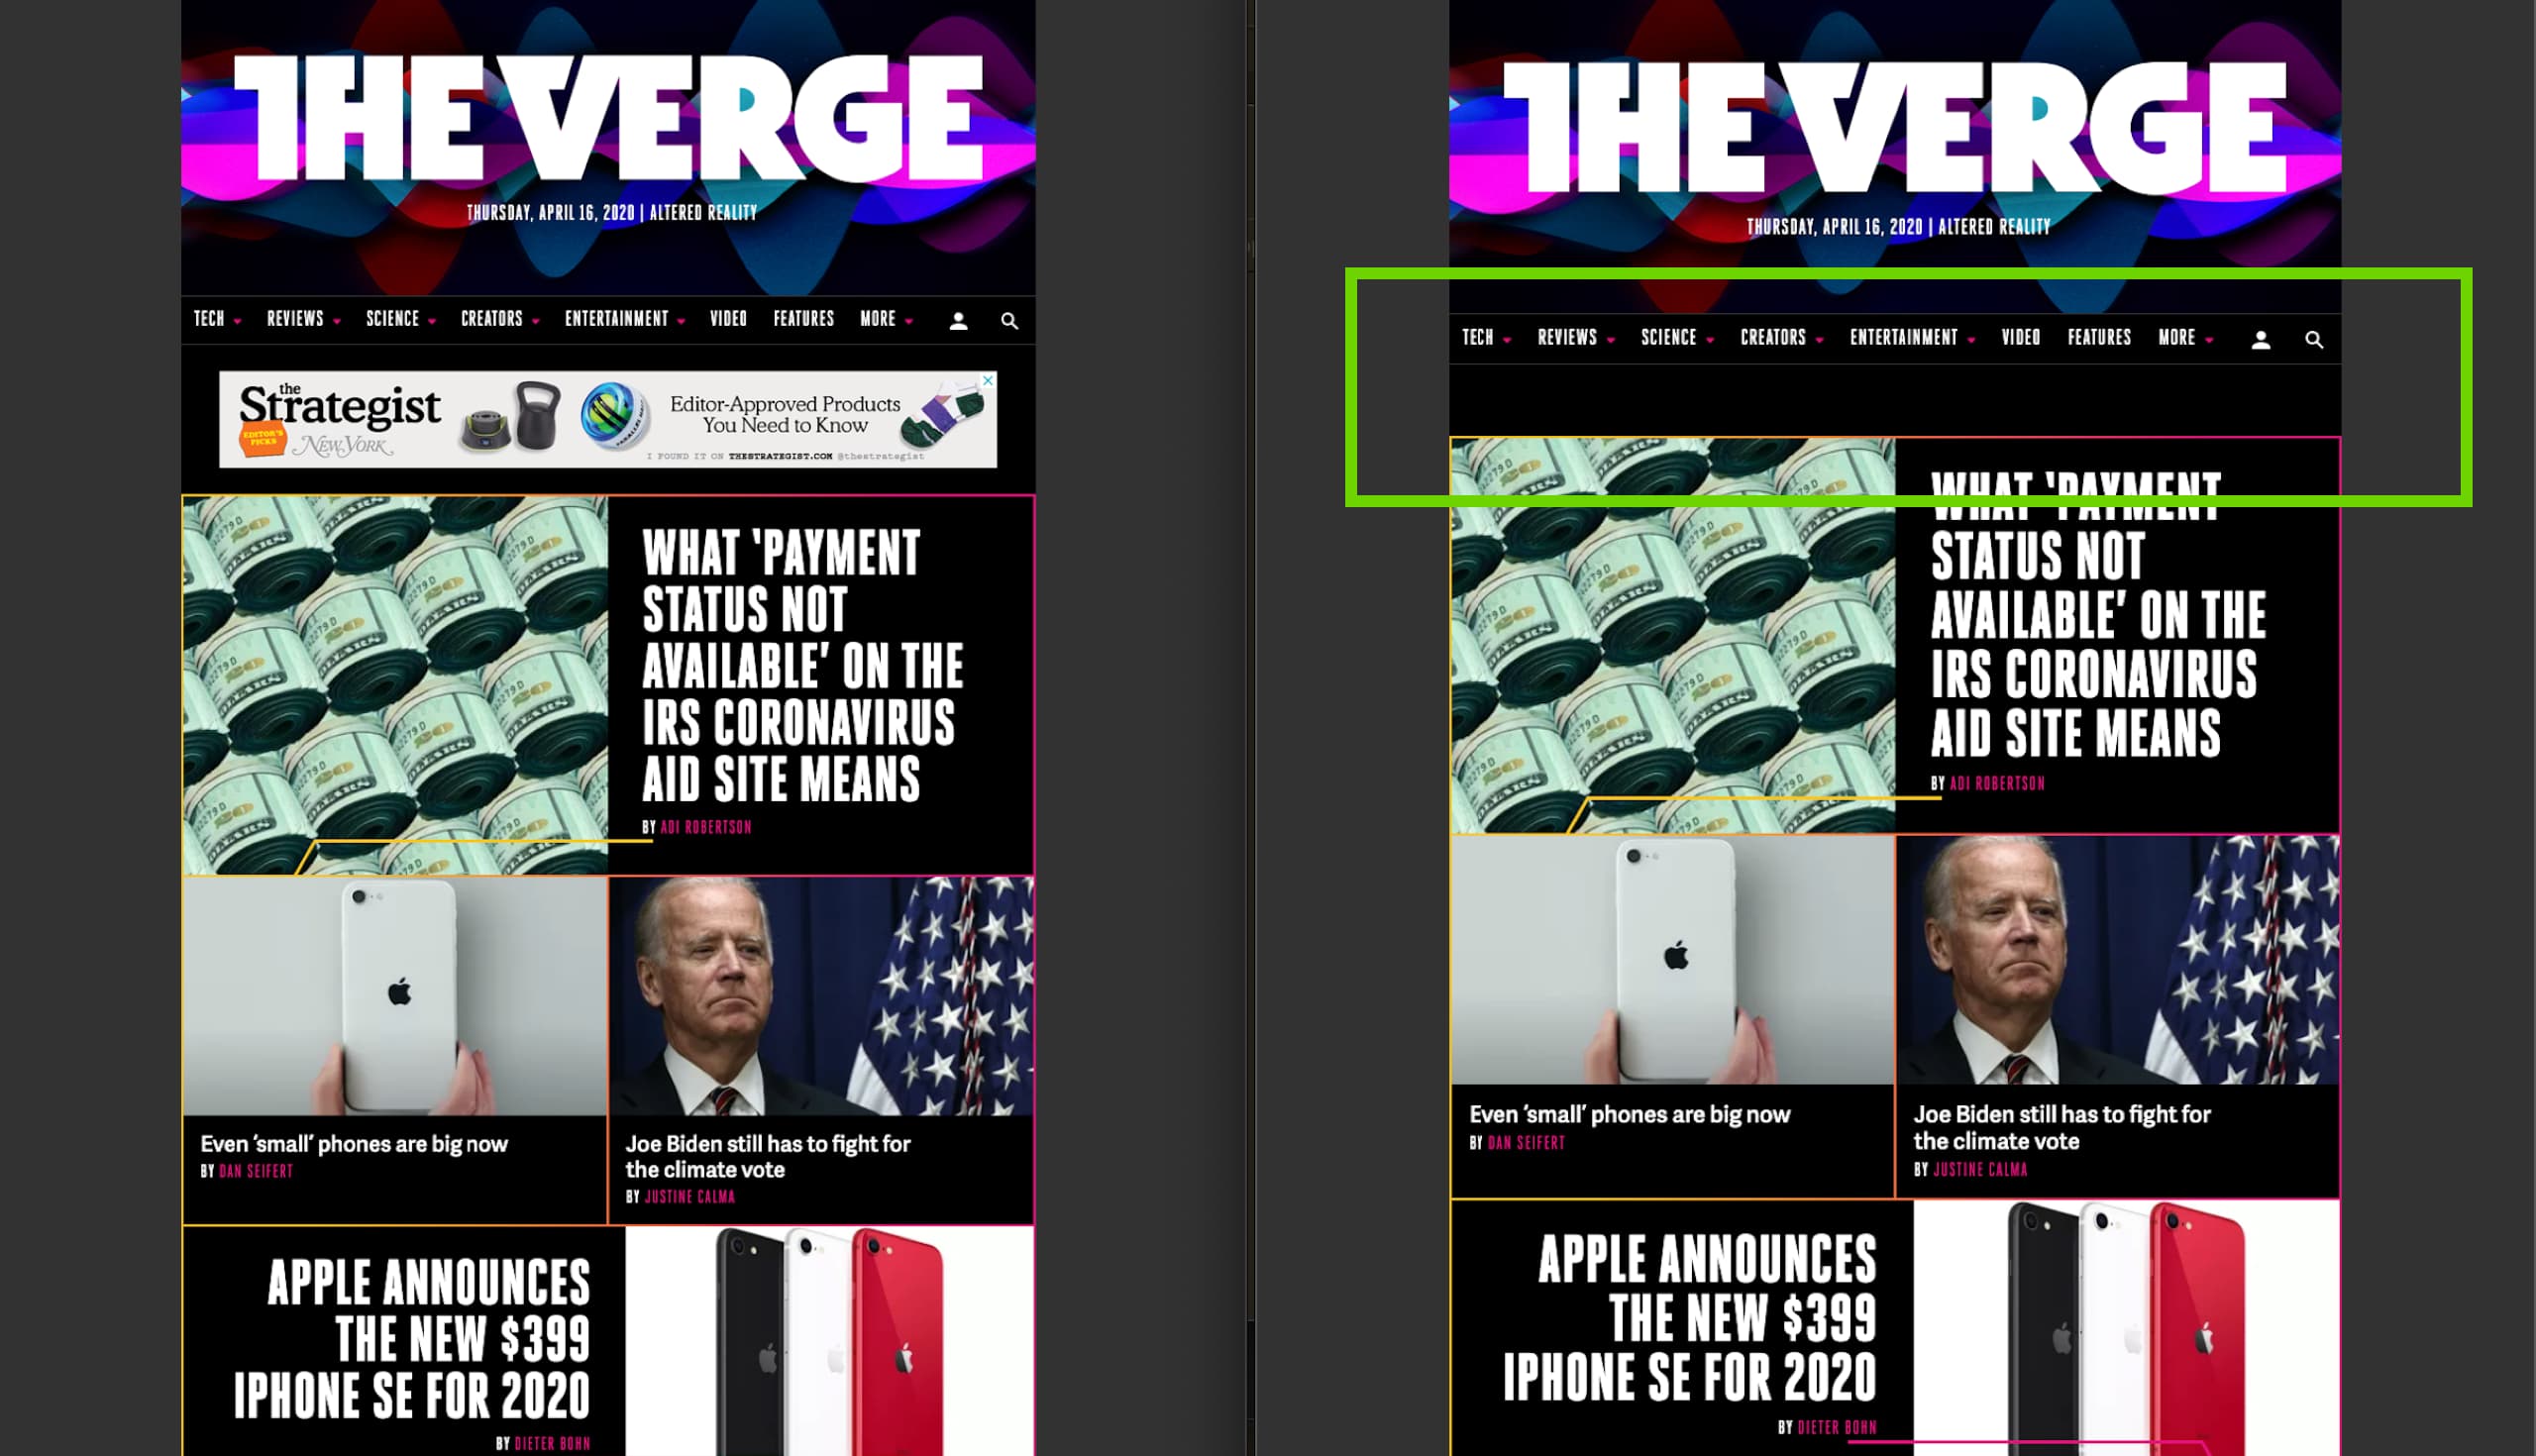 THE VERGE
THURSDAY, APRIL 16, 2020 | ALTERED REALITY
TECH REVIEWS SCIENCE CREATORS ENTERTAINMENT VIDEO FEATURES MORE
the
Strategist
EDITOR'S
PICKS
NEW YORK
Editor-Approved Products
You Need to Know
I FOUND IT ON THESTRATEGIST.COM @thestrategist
WHAT 'PAYMENT
STATUS NOT
AVAILABLE' ON THE
IRS CORONAVIRUS
AID SITE MEANS
BY ADI ROBERTSON
Even ‘small’ phones are big now
BY DAN SEIFERT
Joe Biden still has to fight for
the climate vote
BY JUSTINE CALMA
APPLE ANNOUNCES
THE NEW $399
IPHONE SE FOR 2020
BY DIETER BOHN
THE VERGE
THURSDAY, APRIL 16, 2020 | ALTERED REALITY
TECH REVIEWS SCIENCE CREATORS ENTERTAINMENT VIDEO FEATURES MORE
WHAT 'PAYMENT
STATUS NOT
AVAILABLE' ON THE
IRS CORONAVIRUS
AID SITE MEANS
BY ADI ROBERTSON
Even ‘small’ phones are big now
BY DAN SEIFERT
Joe Biden still has to fight for
the climate vote
BY JUSTINE CALMA
APPLE ANNOUNCES
THE NEW $399
IPHONE SE FOR 2020
BY DIETER BOHN